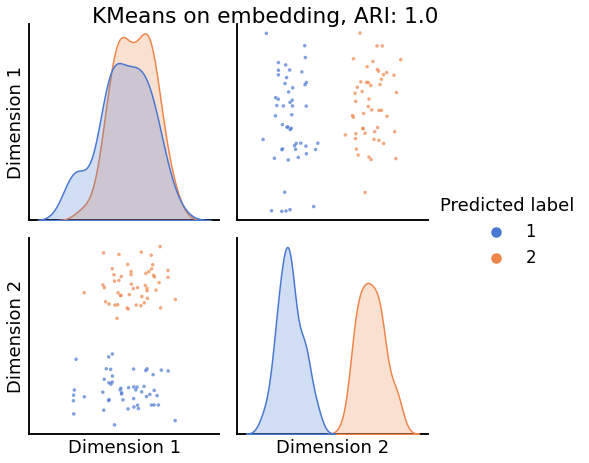 KMeans on embedding, ARI: 1.0
Dimension 1
Predicted label
1
2
Dimension 2
Dimension 1
Dimension 2